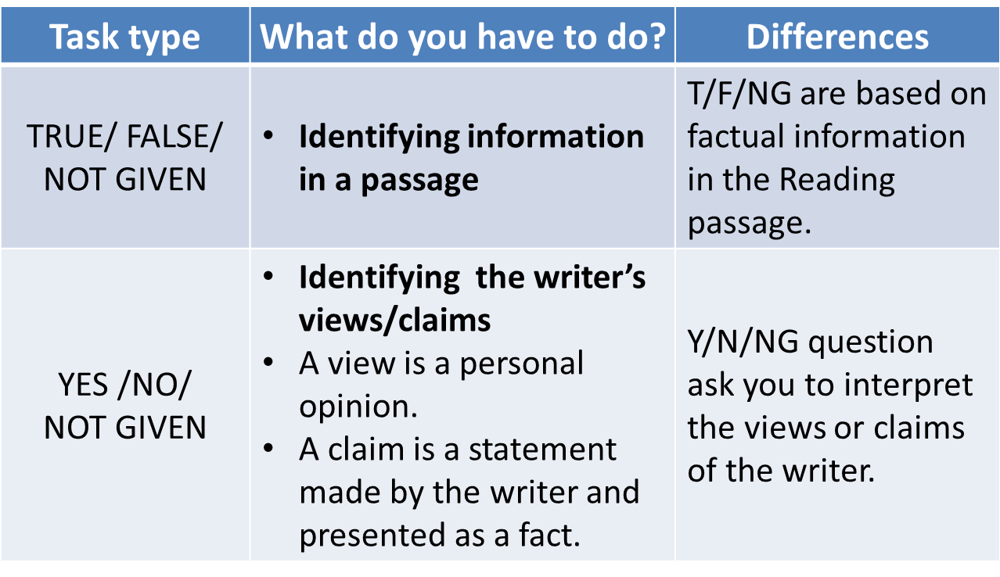 Task type
What do you have to do?
Differences
TRUE/ FALSE/
NOT GIVEN
• Identifying information
in a passage
T/F/NG are based on
factual information
in the Reading
passage.
YES /NO/
NOT GIVEN
• Identifying  the writer’s
views/claims
• A view is a personal
opinion.
• A claim is a statement
made by the writer and
presented as a fact.
Y/N/NG question
ask you to interpret
the views or claims
of the writer.